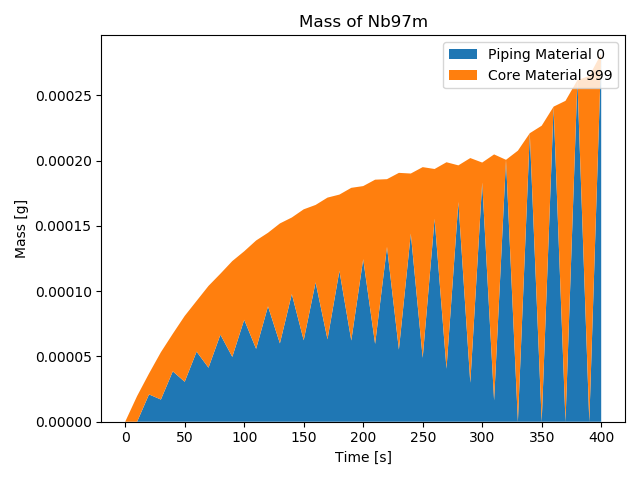 Mass of Nb97m
Piping Material 0
Core Material 999
Mass [g]
0.00025
0.00020
0.00015
0.00010
0.00005
0.00000
0 50 100 150 200 250 300 350 400
Time [s]